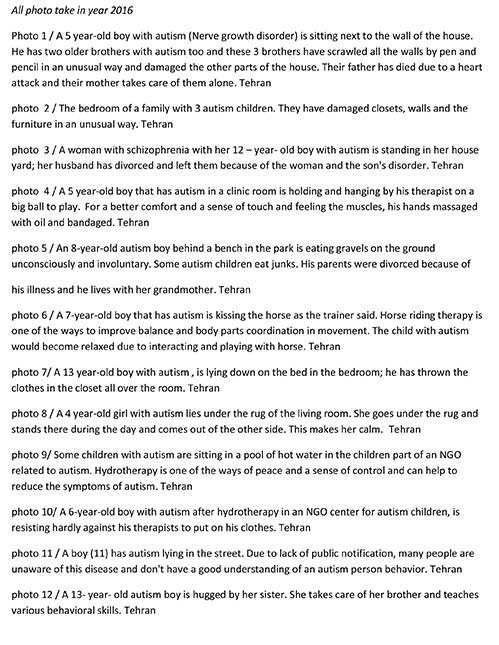 All photo take in year 2016
Photo 1 / A 5 year-old boy with autism (Nerve growth disorder) is sitting next to the wall of the house.
He has two older brothers with autism too and these 3 brothers have scrawled all the walls by pen and
pencil in an unusual way and damaged the other parts of the house. Their father has died due to a heart
attack and their mother takes care of them alone. Tehran
photo 2 / The bedroom of a family with 3 autism children. They have damaged closets, walls and the
furniture in an unusual way. Tehran
photo 3 / A woman with schizophrenia with her 12 – year- old boy with autism is standing in her house
yard; her husband has divorced and left them because of the woman and the son's disorder. Tehran
photo 4 / A 5 year-old boy that has autism in a clinic room is holding and hanging by his therapist on a
big ball to play. For a better comfort and a sense of touch and feeling the muscles, his hands massaged
with oil and bandaged. Tehran
photo 5 / An 8-year-old autism boy behind a bench in the park is eating gravels on the ground
unconsciously and involuntary. Some autism children eat junks. His parents were divorced because of
his illness and he lives with her grandmother. Tehran
photo 6 / A 7-year-old boy that has autism is kissing the horse as the trainer said. Horse riding therapy is
one of the ways to improve balance and body parts coordination in movement. The child with autism
would become relaxed due to interacting and playing with horse. Tehran
photo 7/ A 13 year-old boy with autism , is lying down on the bed in the bedroom; he has thrown the
clothes in the closet all over the room. Tehran
photo 8 / A 4 year-old girl with autism lies under the rug of the living room. She goes under the rug and
stands there during the day and comes out of the other side. This makes her calm. Tehran
photo 9/ Some children with autism are sitting in a pool of hot water in the children part of an NGO
related to autism. Hydrotherapy is one of the ways of peace and a sense of control and can help to
reduce the symptoms of autism. Tehran
photo 10/ A 6-year-old boy with autism after hydrotherapy in an NGO center for autism children, is
resisting hardly against his therapists to put on his clothes. Tehran
photo 11 / A boy (11) has autism lying in the street. Due to lack of public notification, many people are
unaware of this disease and don't have a good understanding of an autism person behavior. Tehran
photo 12 / A 13- year- old autism boy is hugged by her sister. She takes care of her brother and teaches
various behavioral skills. Tehran